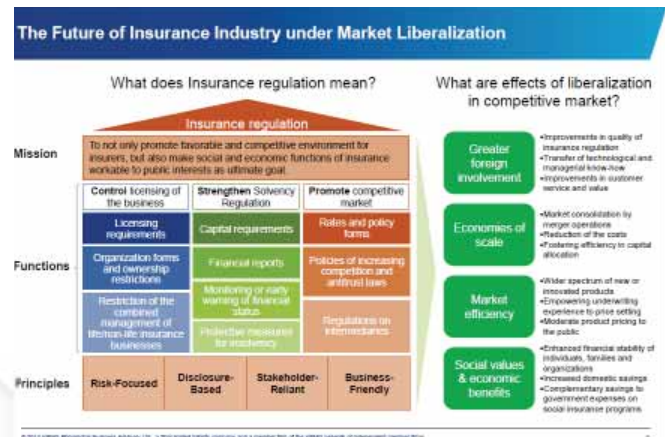 The Future of Insurance Industry under Market Liberalization
What does Insurance regulation mean?
Insurance regulation
Mission
To not only promote favorable and competitive environment for
insurers, but also make social and economic functions of insurance
workable to public interests as ultimate goal.
Functions
Control licensing of
the business
Strengthen Solvency
Regulation
Promote competitive
market
Licensing
requirements
Capital requirements
Rates and policy
forms
Organization forms
and ownership
restrictions
Financial reports
Policies of increasing
competition and
antitrust laws
Restriction of the
combined
management of
life/non-life insurance
businesses
Monitoring or early
warning of financial
status
Protective measures
for insolvency
Regulations on
intermediaries
Principles
Risk-Focused
Disclosure-
Based
Stakeholder-
Reliant
Business-
Friendly
What are effects of liberalization
in competitive market?
Greater
foreign
involvement
•Improvements in quality of
insurance regulation
•Transfer of technological and
managerial know-how
•Improvements in customer
service and value
Economies of
scale
•Market consolidation by
merger operations
•Reduction of the costs
•Fostering efficiency in capital
allocation
Market
efficiency
•Wider spectrum of new or
innovated products
•Empowering underwriting
experience to price setting
•Moderate product pricing to
the public
Social values
& economic
benefits
•Enhanced financial stability of
individuals, families and
organizations
•Increased domestic savings
•Complementary savings to
government expenses on
social insurance programs